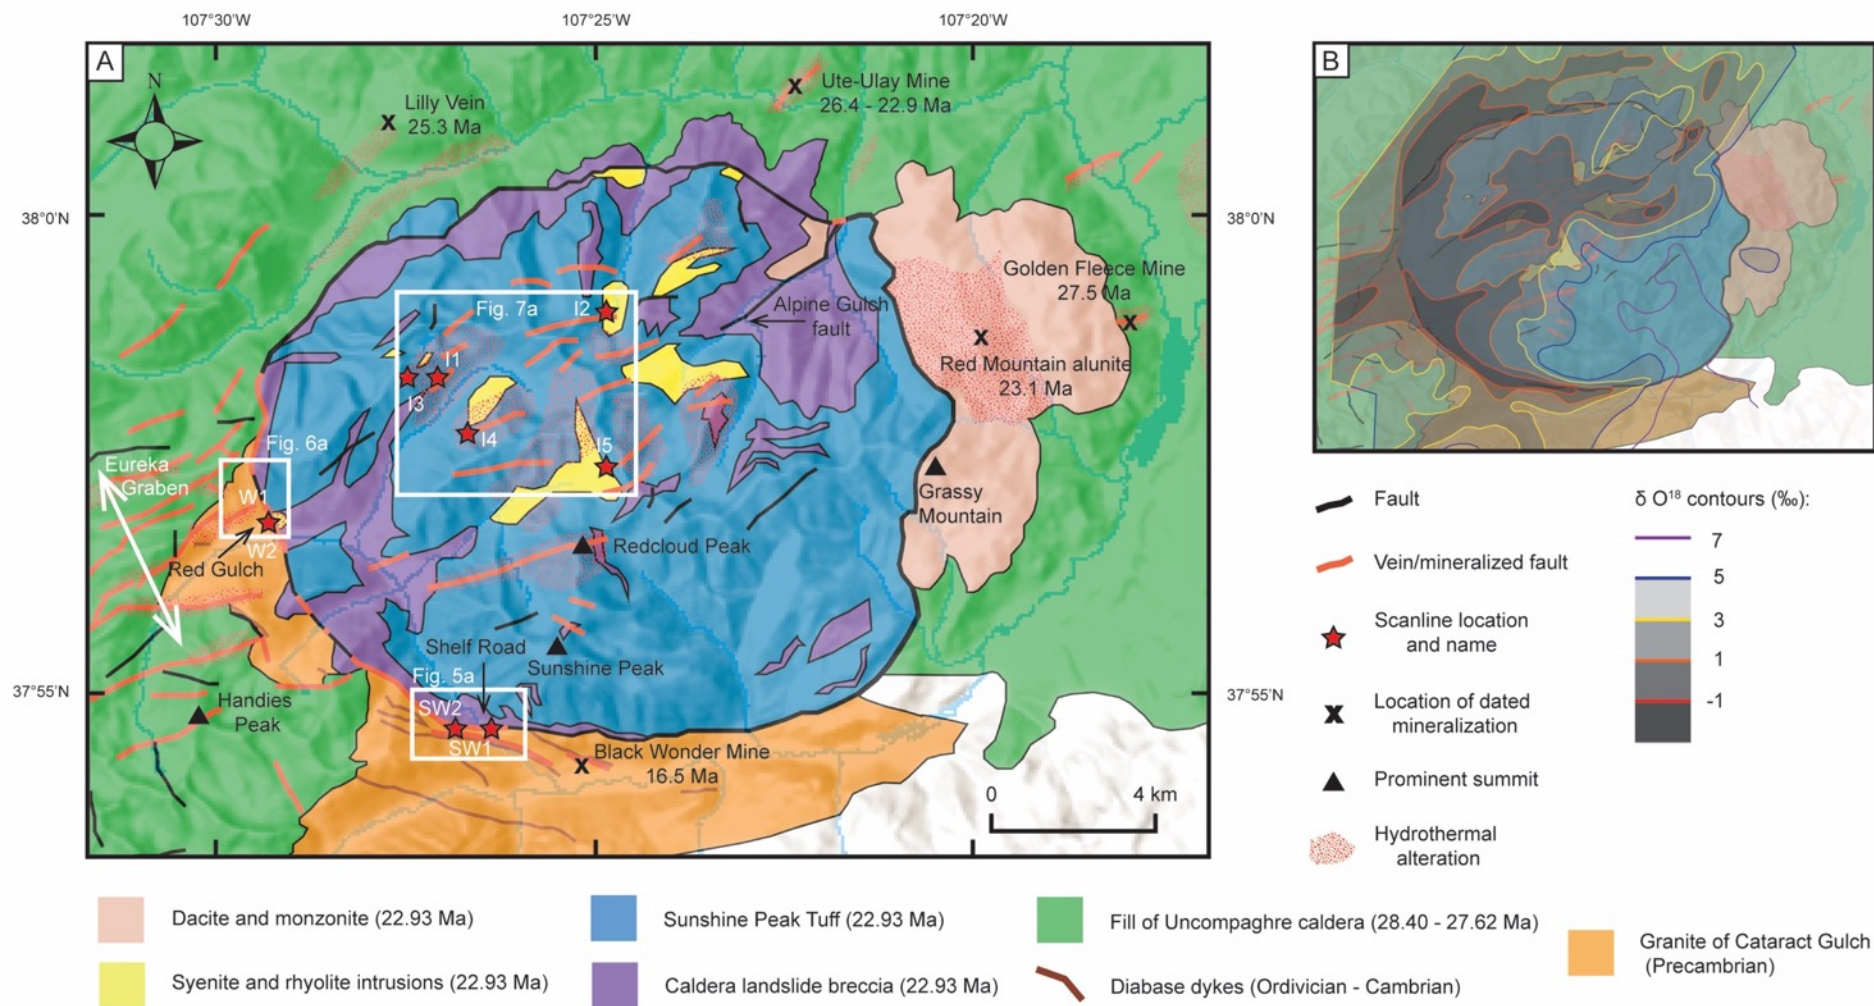 107°30'W
107°25'W
107°20'W
A
N
Lilly Vein
25.3 Ma
Ute-Ulay Mine
26.4 - 22.9 Ma
38°0'N
38°0'N
Golden Fleece Mine
27.5 Ma
Fig. 7a
I2
Alpine Gulch
fault
I1
I3
Red Mountain alunite
23.1 Ma
I4
I5
Fig. 6a
Eureka
Graben
W1
W2
Red Gulch
Grassy
Mountain
Redcloud Peak
Shelf Road
Sunshine Peak
Fig. 5a
SW2
SW1
Handies
Peak
Black Wonder Mine
16.5 Ma
37°55'N
37°55'N
0
4 km
B
Fault
Vein/mineralized fault
Scanline location
and name
Location of dated
mineralization
Prominent summit
Hydrothermal
alteration
δ O¹⁸ contours (‰):
7
5
3
1
-1
Dacite and monzonite (22.93 Ma)
Sunshine Peak Tuff (22.93 Ma)
Fill of Uncompaghre caldera (28.40 - 27.62 Ma)
Granite of Cataract Gulch
(Precambrian)
Syenite and rhyolite intrusions (22.93 Ma)
Caldera landslide breccia (22.93 Ma)
Diabase dykes (Ordivician - Cambrian)